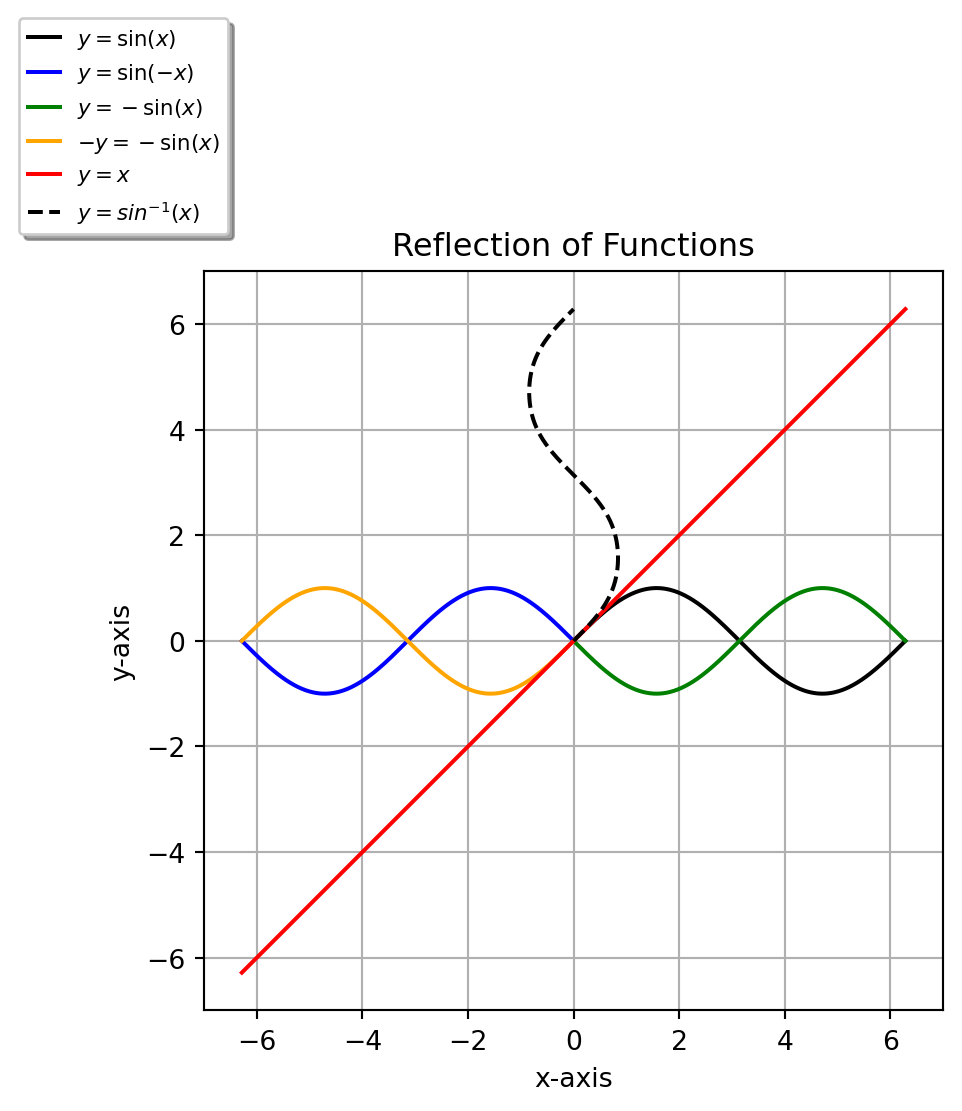 y = sin(x)
y = sin(−x)
y = − sin(x)
−y = − sin(x)
y = x
y = sin⁻¹(x)
Reflection of Functions
6
4
2
0
−2
−4
−6
y-axis
−6 −4 −2 0 2 4 6
x-axis